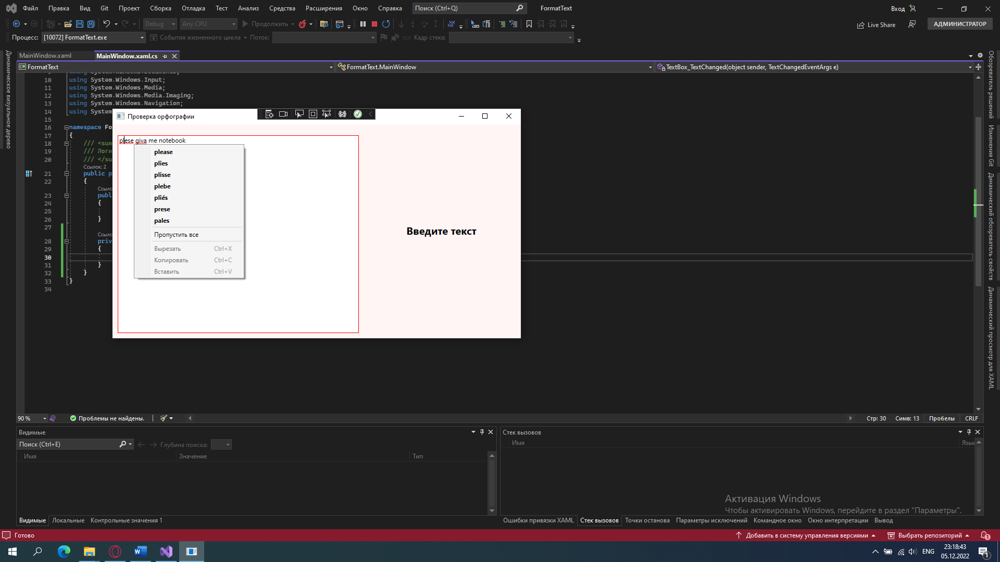 Файл Правка Вид Git Проект Сборка Отладка Тест Анализ Средства Расширения Окно Справка Поиск (Ctrl+Q) FormatText Вход
Debug Any CPU Продолжить Live Share АДМИНИСТРАТОР
Процесс: [10072] FormatText.exe События жизненного цикла Поток: Кадр стека:
MainWindow.xaml MainWindow.xaml.cs
FormatText FormatText.MainWindow TextBox_TextChanged(object sender, TextChangedEventArgs e)
Динамическое визуальное дерево
10 using System.Windows.Input;
11 using System.Windows.Media;
12 using System.Windows.Media.Imaging;
13 using System.Windows.Navigation;
14 using System
15
16 namespace Fo
17 {
18 /// <sum
19 /// Логи
20 /// </su
Ссылок: 2
21 public p
22 {
Ссыло
23 publ
24 {
25
26 }
27
Ссыло
28 priv
29 {
30
31 }
32 }
33 }
34
Проверка орфографии
plese giva me notebook
please
plies
plisse
plebe
pliés
prese
pales
Пропустить все
Вырезать Ctrl+X
Копировать Ctrl+C
Вставить Ctrl+V
Введите текст
Обозреватель решений
Изменения Git
Динамический обозреватель свойств
Динамический просмотр для XAML
90 % Проблемы не найдены. Стр: 30 Симв: 13 Пробелы CRLF
Видимые
Поиск (Ctrl+E) Глубина поиска:
Имя Значение Тип
Видимые Локальные Контрольные значения 1
Стек вызовов
Имя Язык
Активация Windows
Чтобы активировать Windows, перейдите в раздел "Параметры".
Ошибки привязки XAML Стек вызовов Точки останова Параметры исключений Командное окно Окно интерпретации Вывод
Готово Добавить в систему управления версиями Выбрать репозиторий 1
ENG 23:18:43
05.12.2022 1